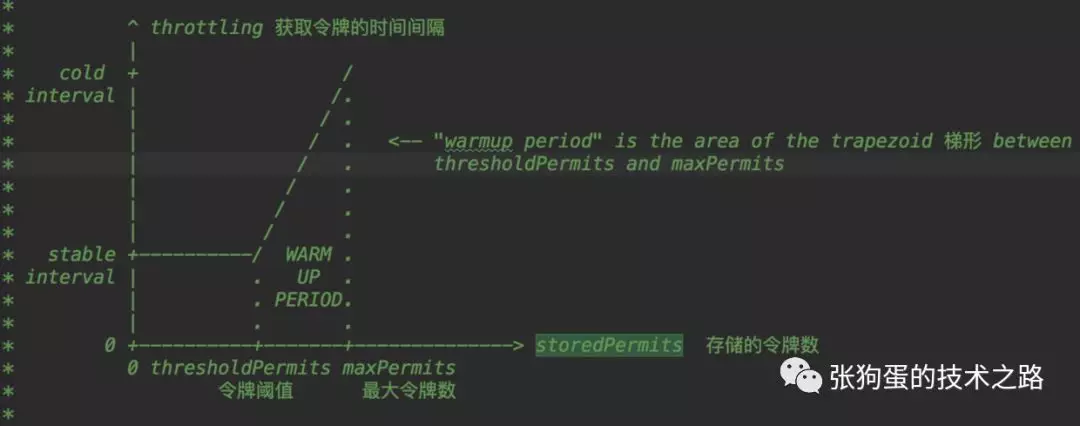 *
* ^ throttling 获取令牌的时间间隔
* |
* cold + /
* interval | /.
* | / .
* | / . <-- "warmup period" is the area of the trapezoid 梯形 between
* | / . thresholdPermits and maxPermits
* | / .
* | / .
* | / .
* stable +----------/ WARM .
* interval | . UP .
* | . PERIOD.
* | . .
* 0 +----------+-------+--------------> storedPermits 存储的令牌数
* 0 thresholdPermits maxPermits
* 令牌阈值 最大令牌数
*
张狗蛋的技术之路